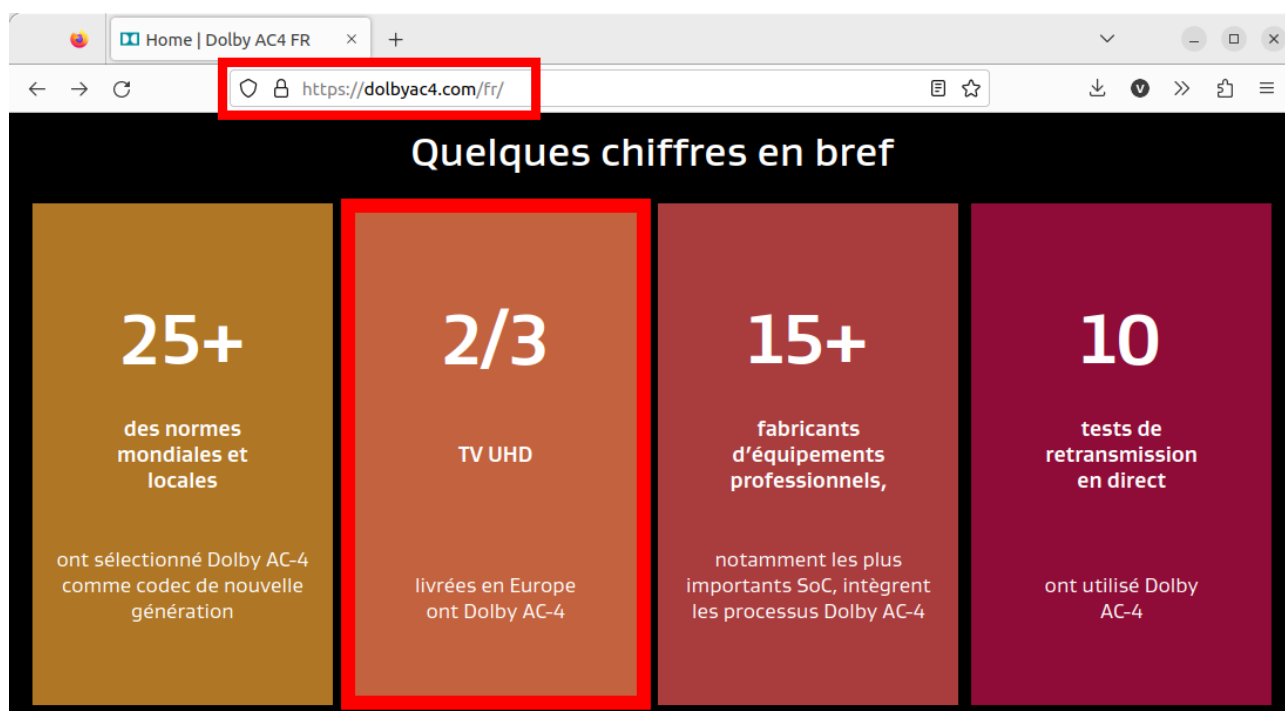 Home | Dolby AC4 FR
https://dolbyac4.com/fr/
V
Quelques chiffres en bref
25+
des normes
mondiales et
locales
ont sélectionné Dolby AC-4
comme codec de nouvelle
génération
2/3
TV UHD
livrées en Europe
ont Dolby AC-4
15+
fabricants
d'équipements
professionnels,
notamment les plus
importants SoC, intègrent
les processus Dolby AC-4
10
tests de
retransmission
en direct
ont utilisé Dolby
AC-4